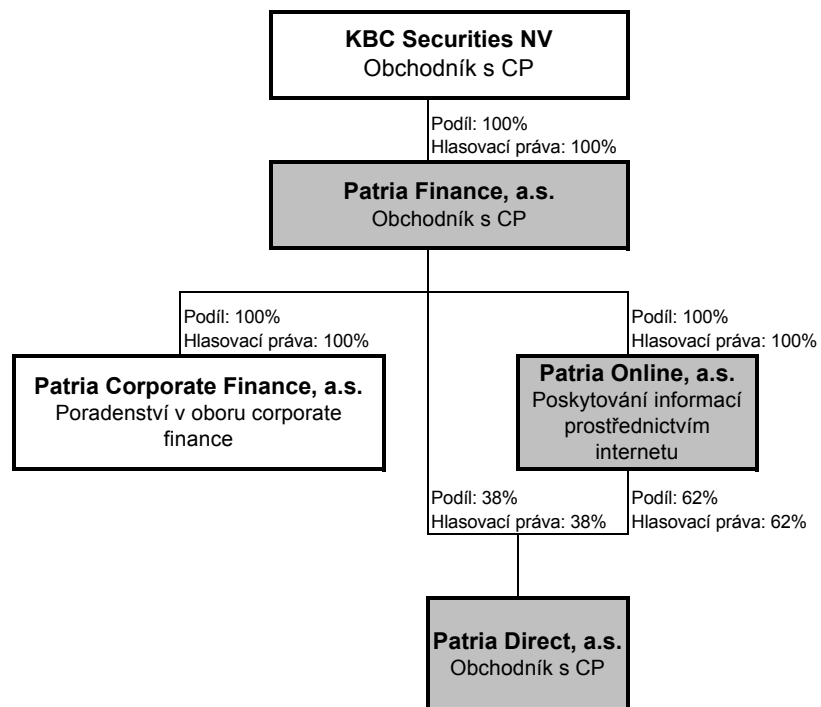 KBC Securities NV
Obchodník s CP
Podíl: 100%
Hlasovací práva: 100%
Patria Finance, a.s.
Obchodník s CP
Podíl: 100%
Hlasovací práva: 100%
Podíl: 100%
Hlasovací práva: 100%
Patria Corporate Finance, a.s.
Poradenství v oboru corporate
finance
Patria Online, a.s.
Poskytování informací
prostřednictvím
internetu
Podíl: 38%
Hlasovací práva: 38%
Podíl: 62%
Hlasovací práva: 62%
Patria Direct, a.s.
Obchodník s CP